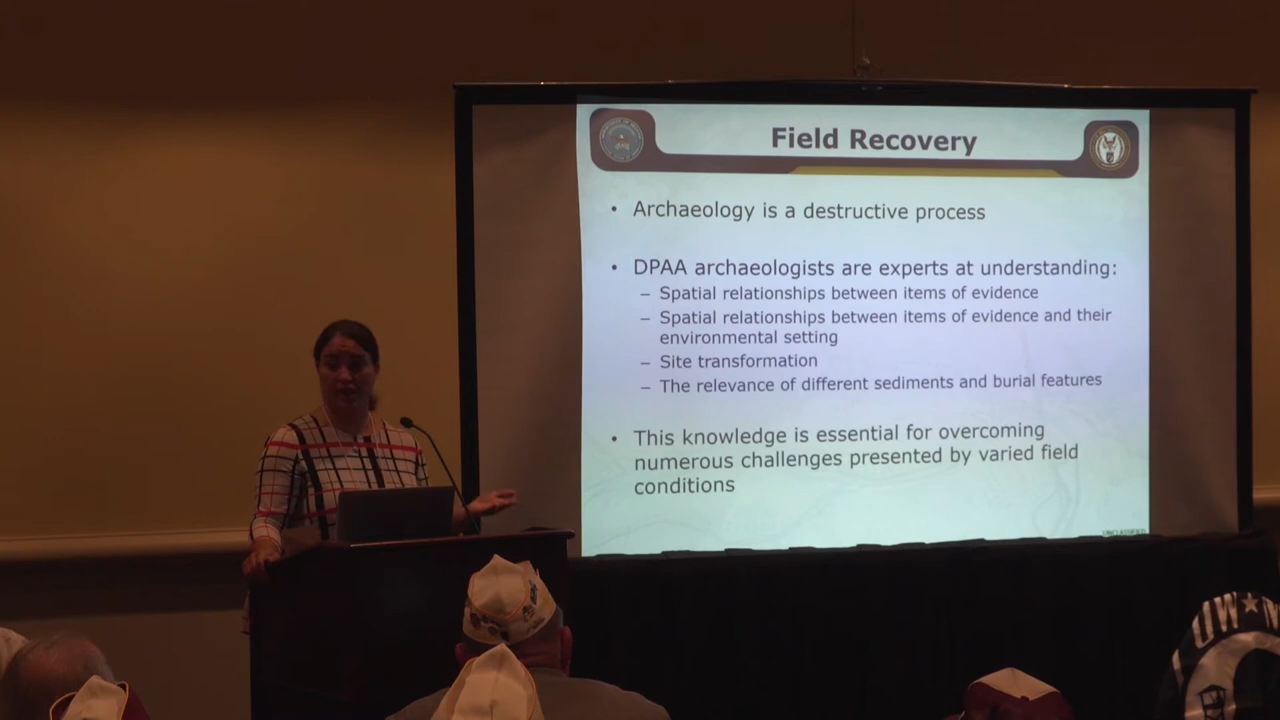 Field Recovery
• Archaeology is a destructive process
• DPAA archaeologists are experts at understanding:
– Spatial relationships between items of evidence
– Spatial relationships between items of evidence and their
environmental setting
– Site transformation
– The relevance of different sediments and burial features
• This knowledge is essential for overcoming
numerous challenges presented by varied field
conditions
UNCLASSIFIED